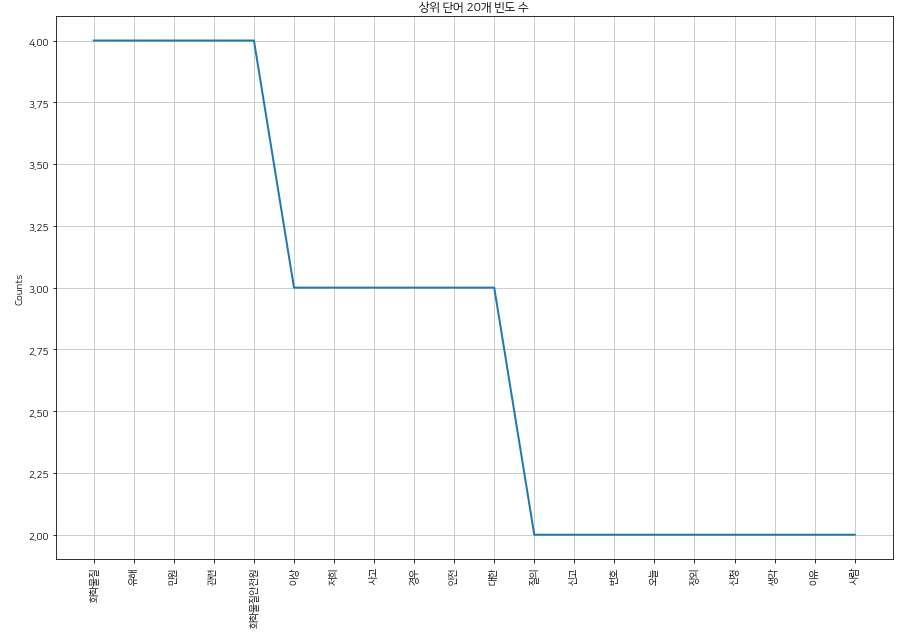 상위 단어 20개 빈도 수
4.00
3.75
3.50
3.25
3.00
2.75
2.50
2.25
2.00
Counts
화학물질
유해
민원
관련
화학물질안전원
이상
저희
사고
경우
안전
대한
질의
신고
번호
오늘
장외
신청
생각
이유
사람